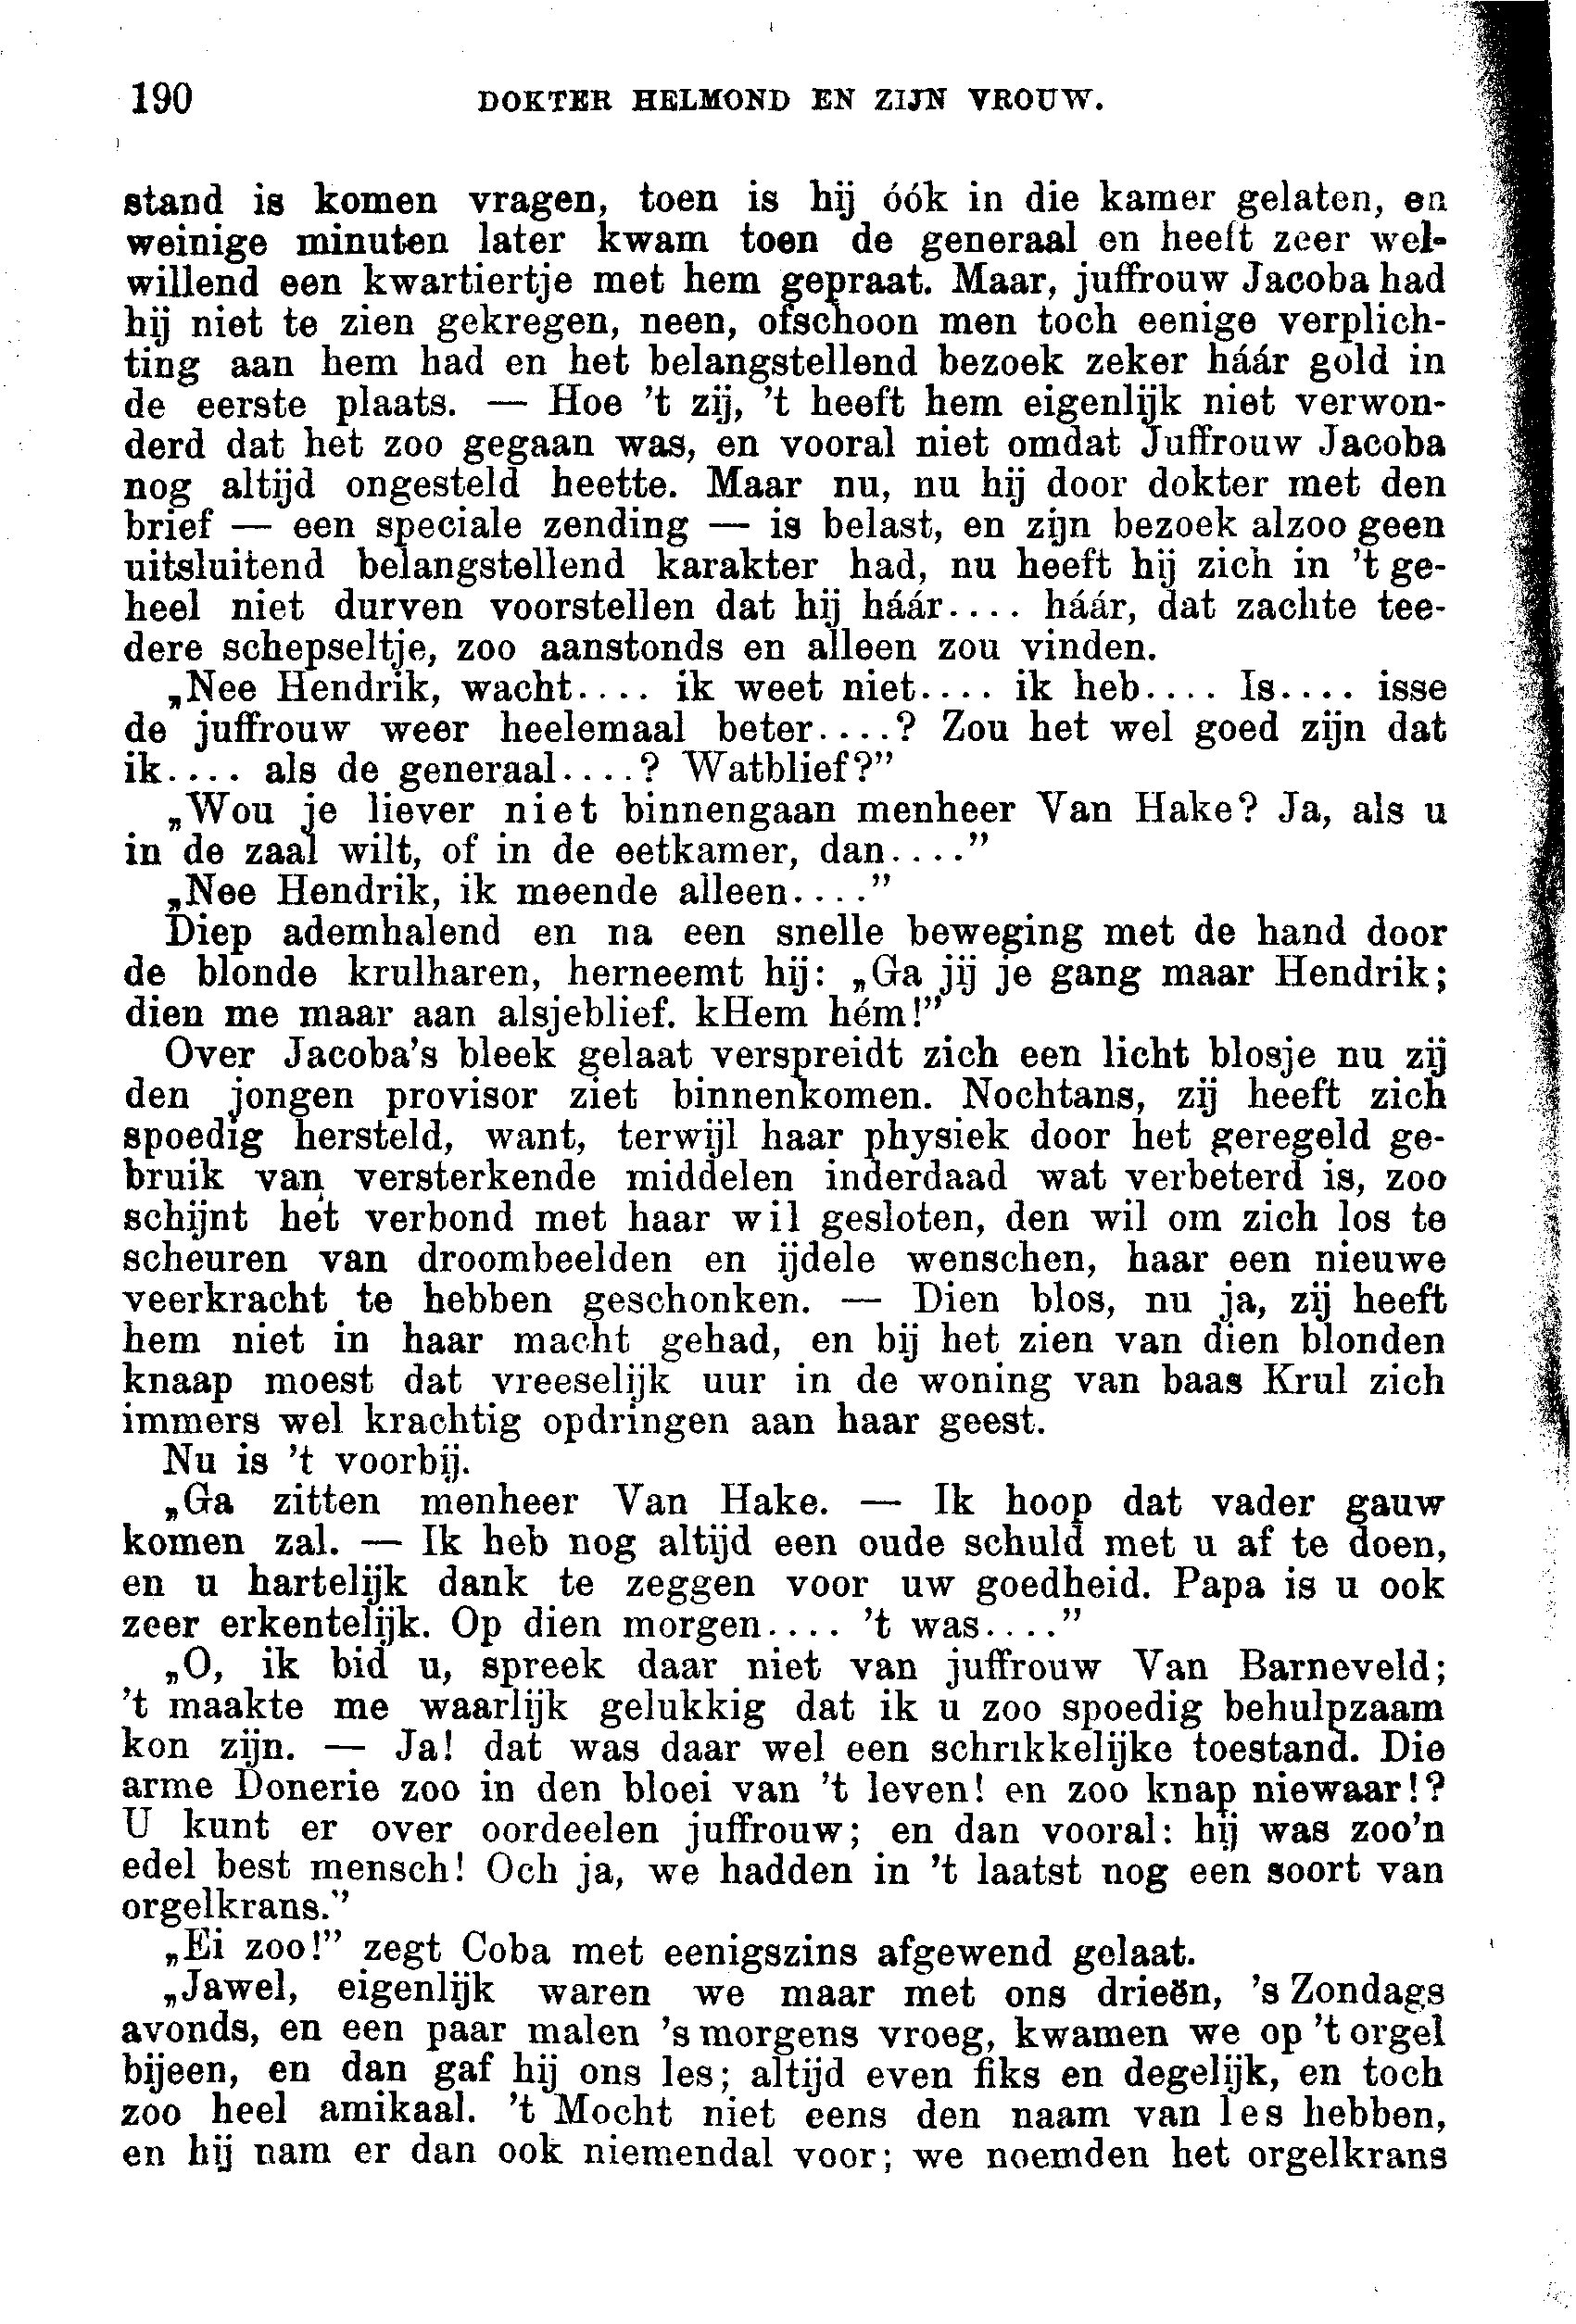 190 DOKTER HELMOND EN ZIJN VROUW.
stand is komen vragen, toen is hij óók in die kamer gelaten, en
weinige minuten later kwam toen de generaal en heeft zeer wel-
willend een kwartiertje met hem gepraat. Maar, juffrouw Jacoba had
hij niet te zien gekregen, neen, ofschoon men toch eenige verplich-
ting aan hem had en het belangstellend bezoek zeker háár gold in
de eerste plaats. — Hoe 't zij, 't heeft hem eigenlijk niet verwon-
derd dat het zoo gegaan was, en vooral niet omdat Juffrouw Jacoba
nog altijd ongesteld heette. Maar nu, nu hij door dokter met den
brief — een speciale zending — is belast, en zijn bezoek alzoo geen
uitsluitend belangstellend karakter had, nu heeft hij zich in 't ge-
heel niet durven voorstellen dat hij háár.... háár, dat zachte tee-
dere schepseltje, zoo aanstonds en alleen zou vinden.
„Nee Hendrik, wacht.... ik weet niet.... ik heb.... Is.... isse
de juffrouw weer heelemaal beter....? Zou het wel goed zijn dat
ik.... als de generaal....? Watblief?”
„Wou je liever niet binnengaan menheer Van Hake? Ja, als u
in de zaal wilt, of in de eetkamer, dan....”
„Nee Hendrik, ik meende alleen....”
Diep ademhalend en na een snelle beweging met de hand door
de blonde krulharen, herneemt hij: „Ga jij je gang maar Hendrik;
dien me maar aan alsjeblief. kHem hém!”
Over Jacoba's bleek gelaat verspreidt zich een licht blosje nu zij
den jongen provisor ziet binnenkomen. Nochtans, zij heeft zich
spoedig hersteld, want, terwijl haar physiek door het geregeld ge-
bruik van versterkende middelen inderdaad wat verbeterd is, zoo
schijnt het verbond met haar wil gesloten, den wil om zich los te
scheuren van droombeelden en ijdele wenschen, haar een nieuwe
veerkracht te hebben geschonken. — Dien blos, nu ja, zij heeft
hem niet in haar macht gehad, en bij het zien van dien blonden
knaap moest dat vreeselijk uur in de woning van baas Krul zich
immers wel krachtig opdringen aan haar geest.
Nu is 't voorbij.
„Ga zitten menheer Van Hake. — Ik hoop dat vader gauw
komen zal. — Ik heb nog altijd een oude schuld met u af te doen,
en u hartelijk dank te zeggen voor uw goedheid. Papa is u ook
zeer erkentelijk. Op dien morgen.... 't was....”
„O, ik bid u, spreek daar niet van juffrouw Van Barneveld;
't maakte me waarlijk gelukkig dat ik u zoo spoedig behulpzaam
kon zijn. — Ja! dat was daar wel een schrikkelijke toestand. Die
arme Donerie zoo in den bloei van 't leven! en zoo knap niewaar!?
U kunt er over oordeelen juffrouw; en dan vooral: hij was zoo'n
edel best mensch! Och ja, we hadden in 't laatst nog een soort van
orgelkrans.”
„Ei zoo!” zegt Coba met eenigszins afgewend gelaat.
„Jawel, eigenlijk waren we maar met ons drieën, 's Zondags
avonds, en een paar malen 's morgens vroeg, kwamen we op 't orgel
bijeen, en dan gaf hij ons les; altijd even fiks en degelijk, en toch
zoo heel amikaal. 't Mocht niet eens den naam van les hebben,
en hij nam er dan ook niemendal voor; we noemden het orgelkrans